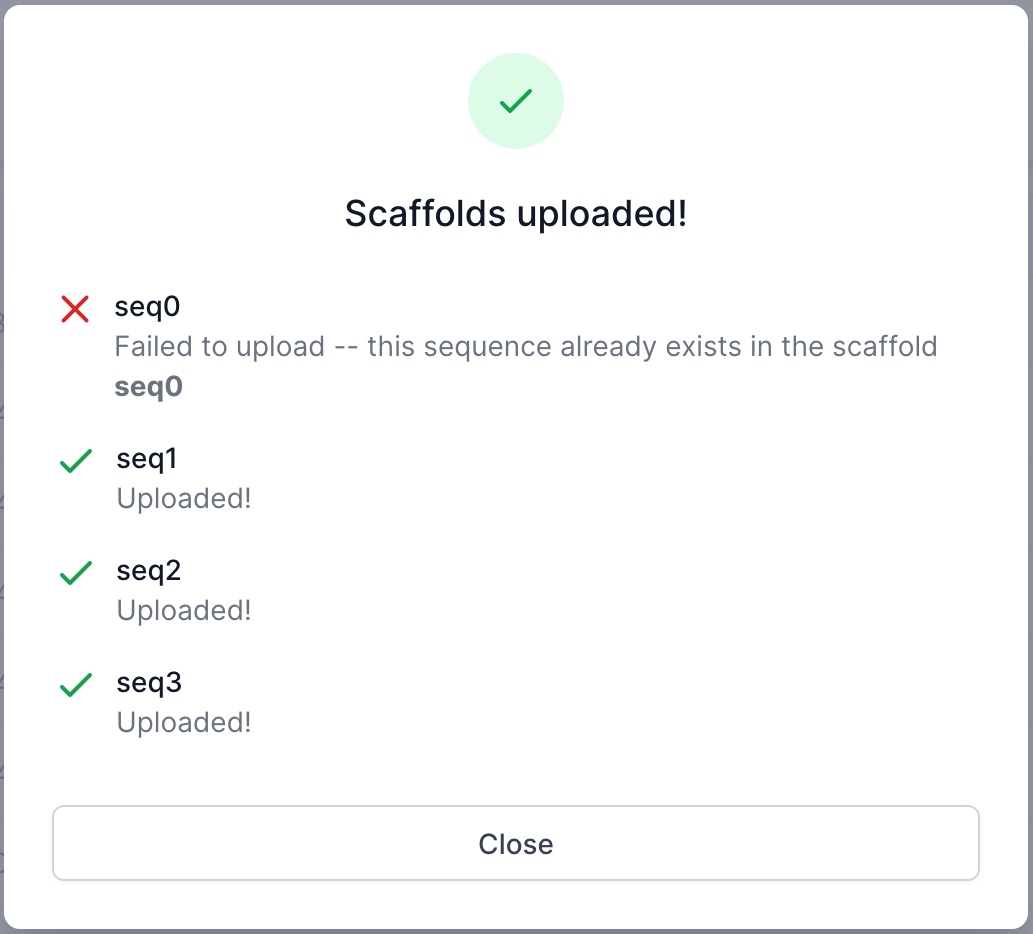 Scaffolds uploaded!
seq0
Failed to upload -- this sequence already exists in the scaffold
seq0
seq1
Uploaded!
seq2
Uploaded!
seq3
Uploaded!
Close